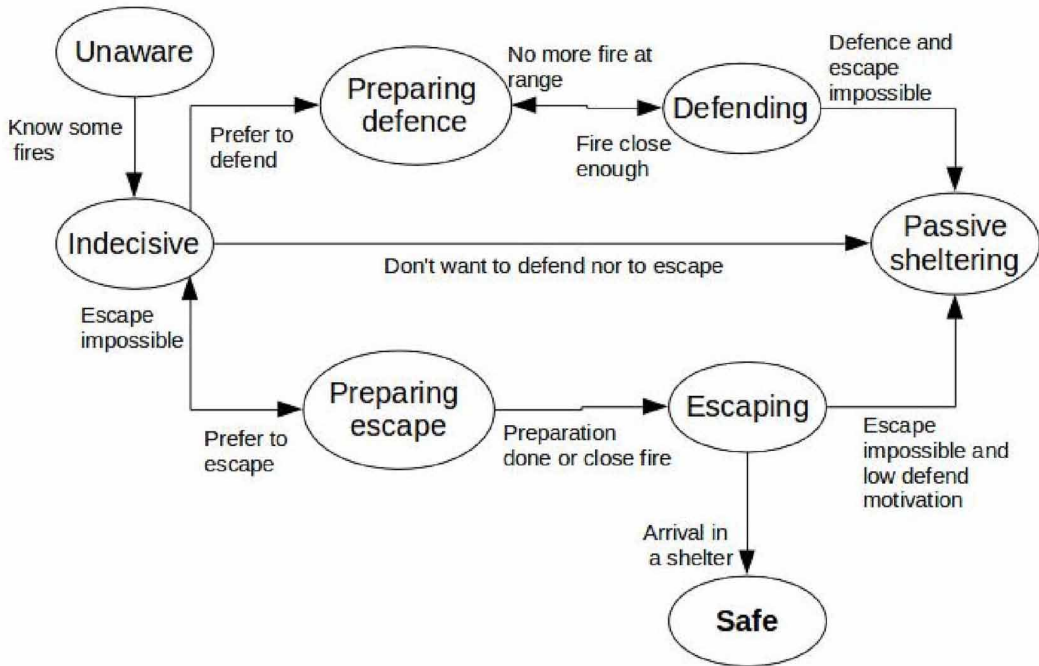 Unaware
Know some
fires
Indecisive
Prefer to
defend
Preparing
defence
No more fire at
range
Fire close
enough
Defending
Defence and
escape
impossible
Passive
sheltering
Don't want to defend nor to escape
Escape
impossible
Prefer to
escape
Preparing
escape
Preparation
done or close fire
Escaping
Escape
impossible and
low defend
motivation
Arrival in
a shelter
Safe